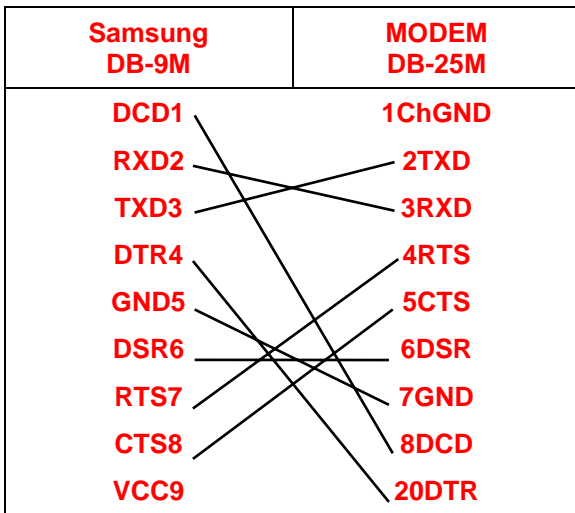 Samsung MODEM
DB-9M DB-25M
DCD1 1ChGND
RXD2 2TXD
TXD3 3RXD
DTR4 4RTS
GND5 5CTS
DSR6 6DSR
RTS7 7GND
CTS8 8DCD
VCC9 20DTR